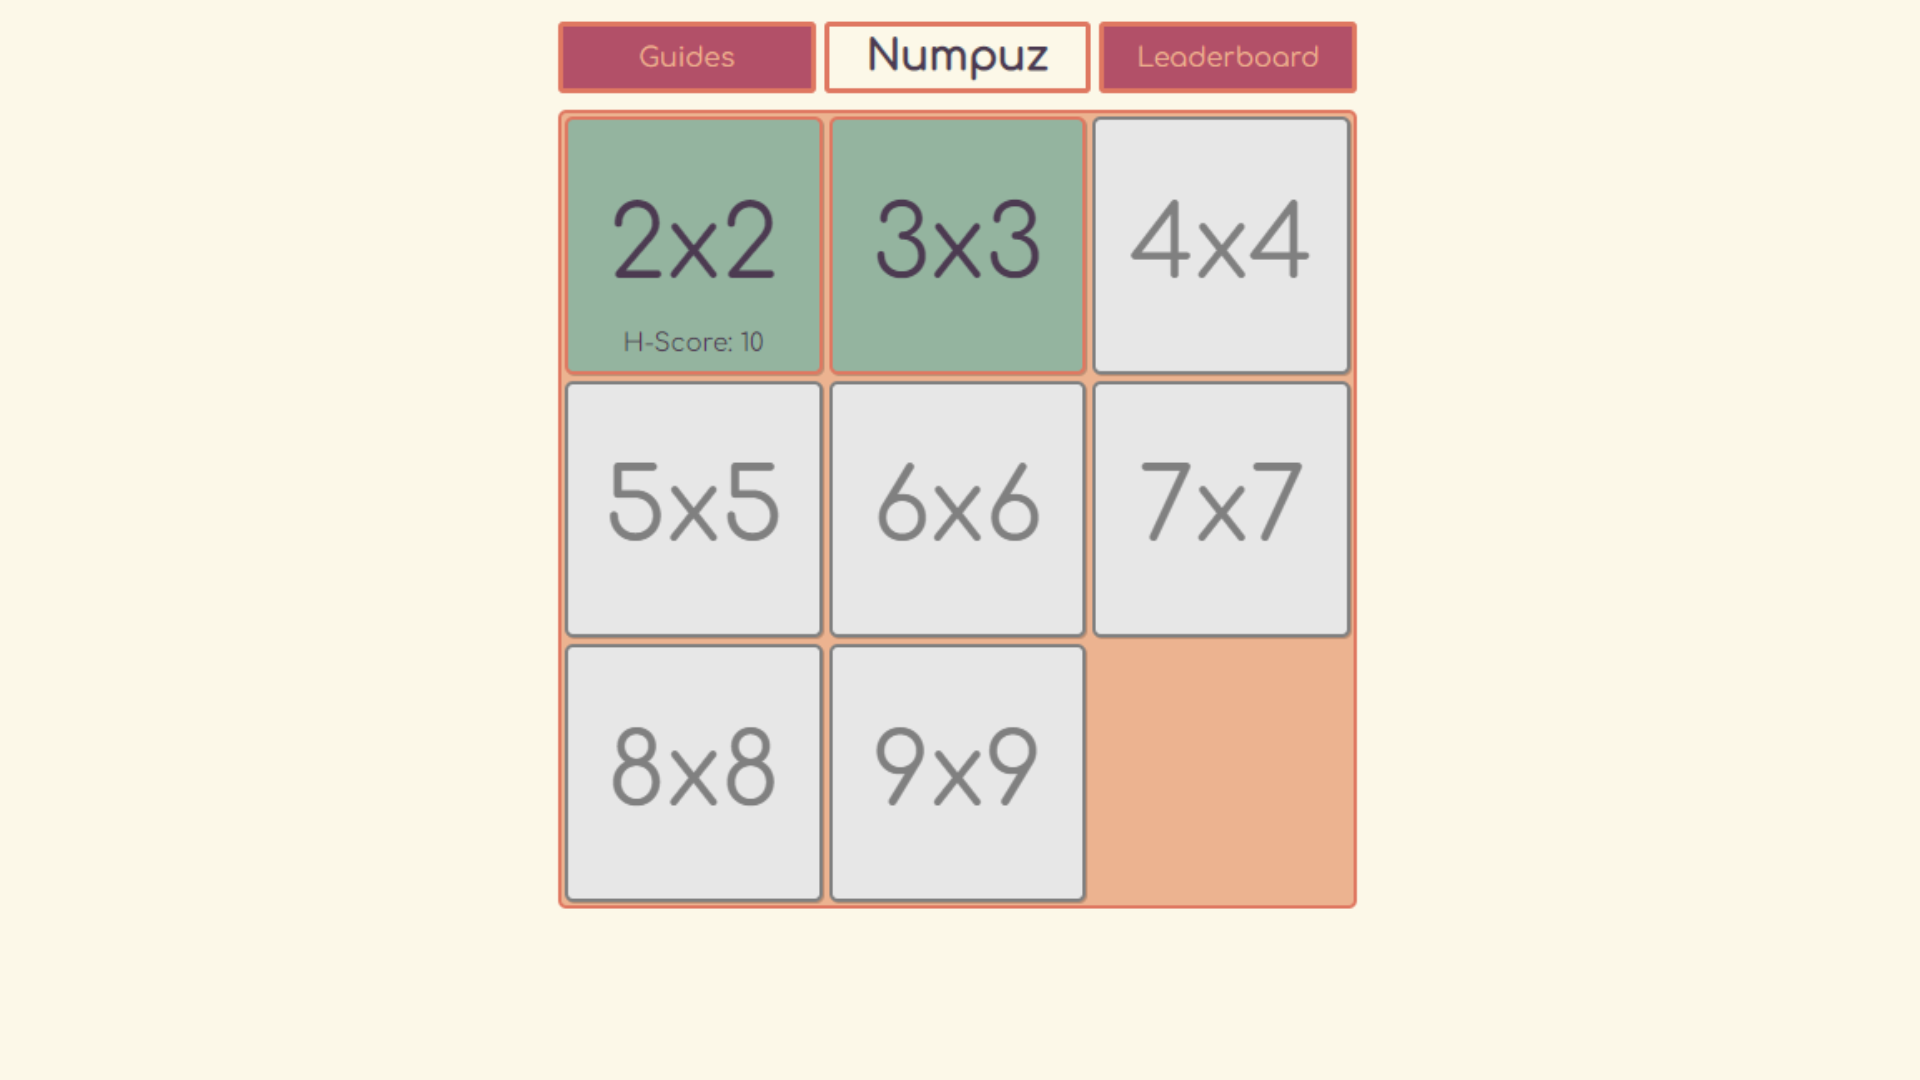 Guides
Numpuz
Leaderboard
2x2
H-Score: 10
3x3
4x4
5x5
6x6
7x7
8x8
9x9